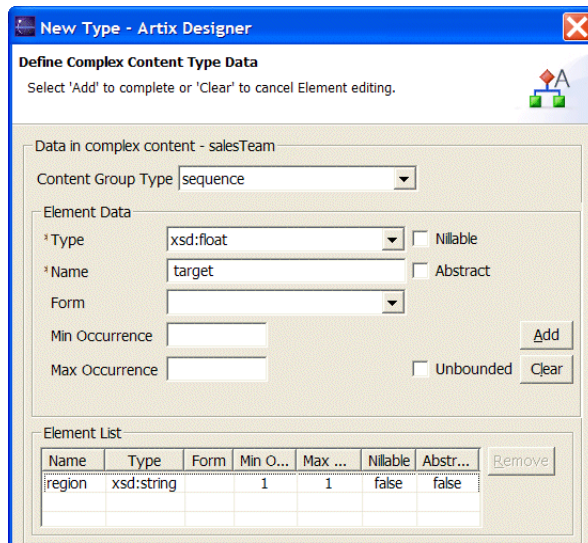 New Type - Artix Designer
Define Complex Content Type Data
Select 'Add' to complete or 'Clear' to cancel Element editing.
A
Data in complex content - salesTeam
Content Group Type sequence
Element Data
*Type xsd:float Nillable
*Name target Abstract
Form
Min Occurrence Add
Max Occurrence Unbounded Clear
Element List
Name Type Form Min O... Max ... Nillable Abstr... Remove
region xsd:string 1 1 false false